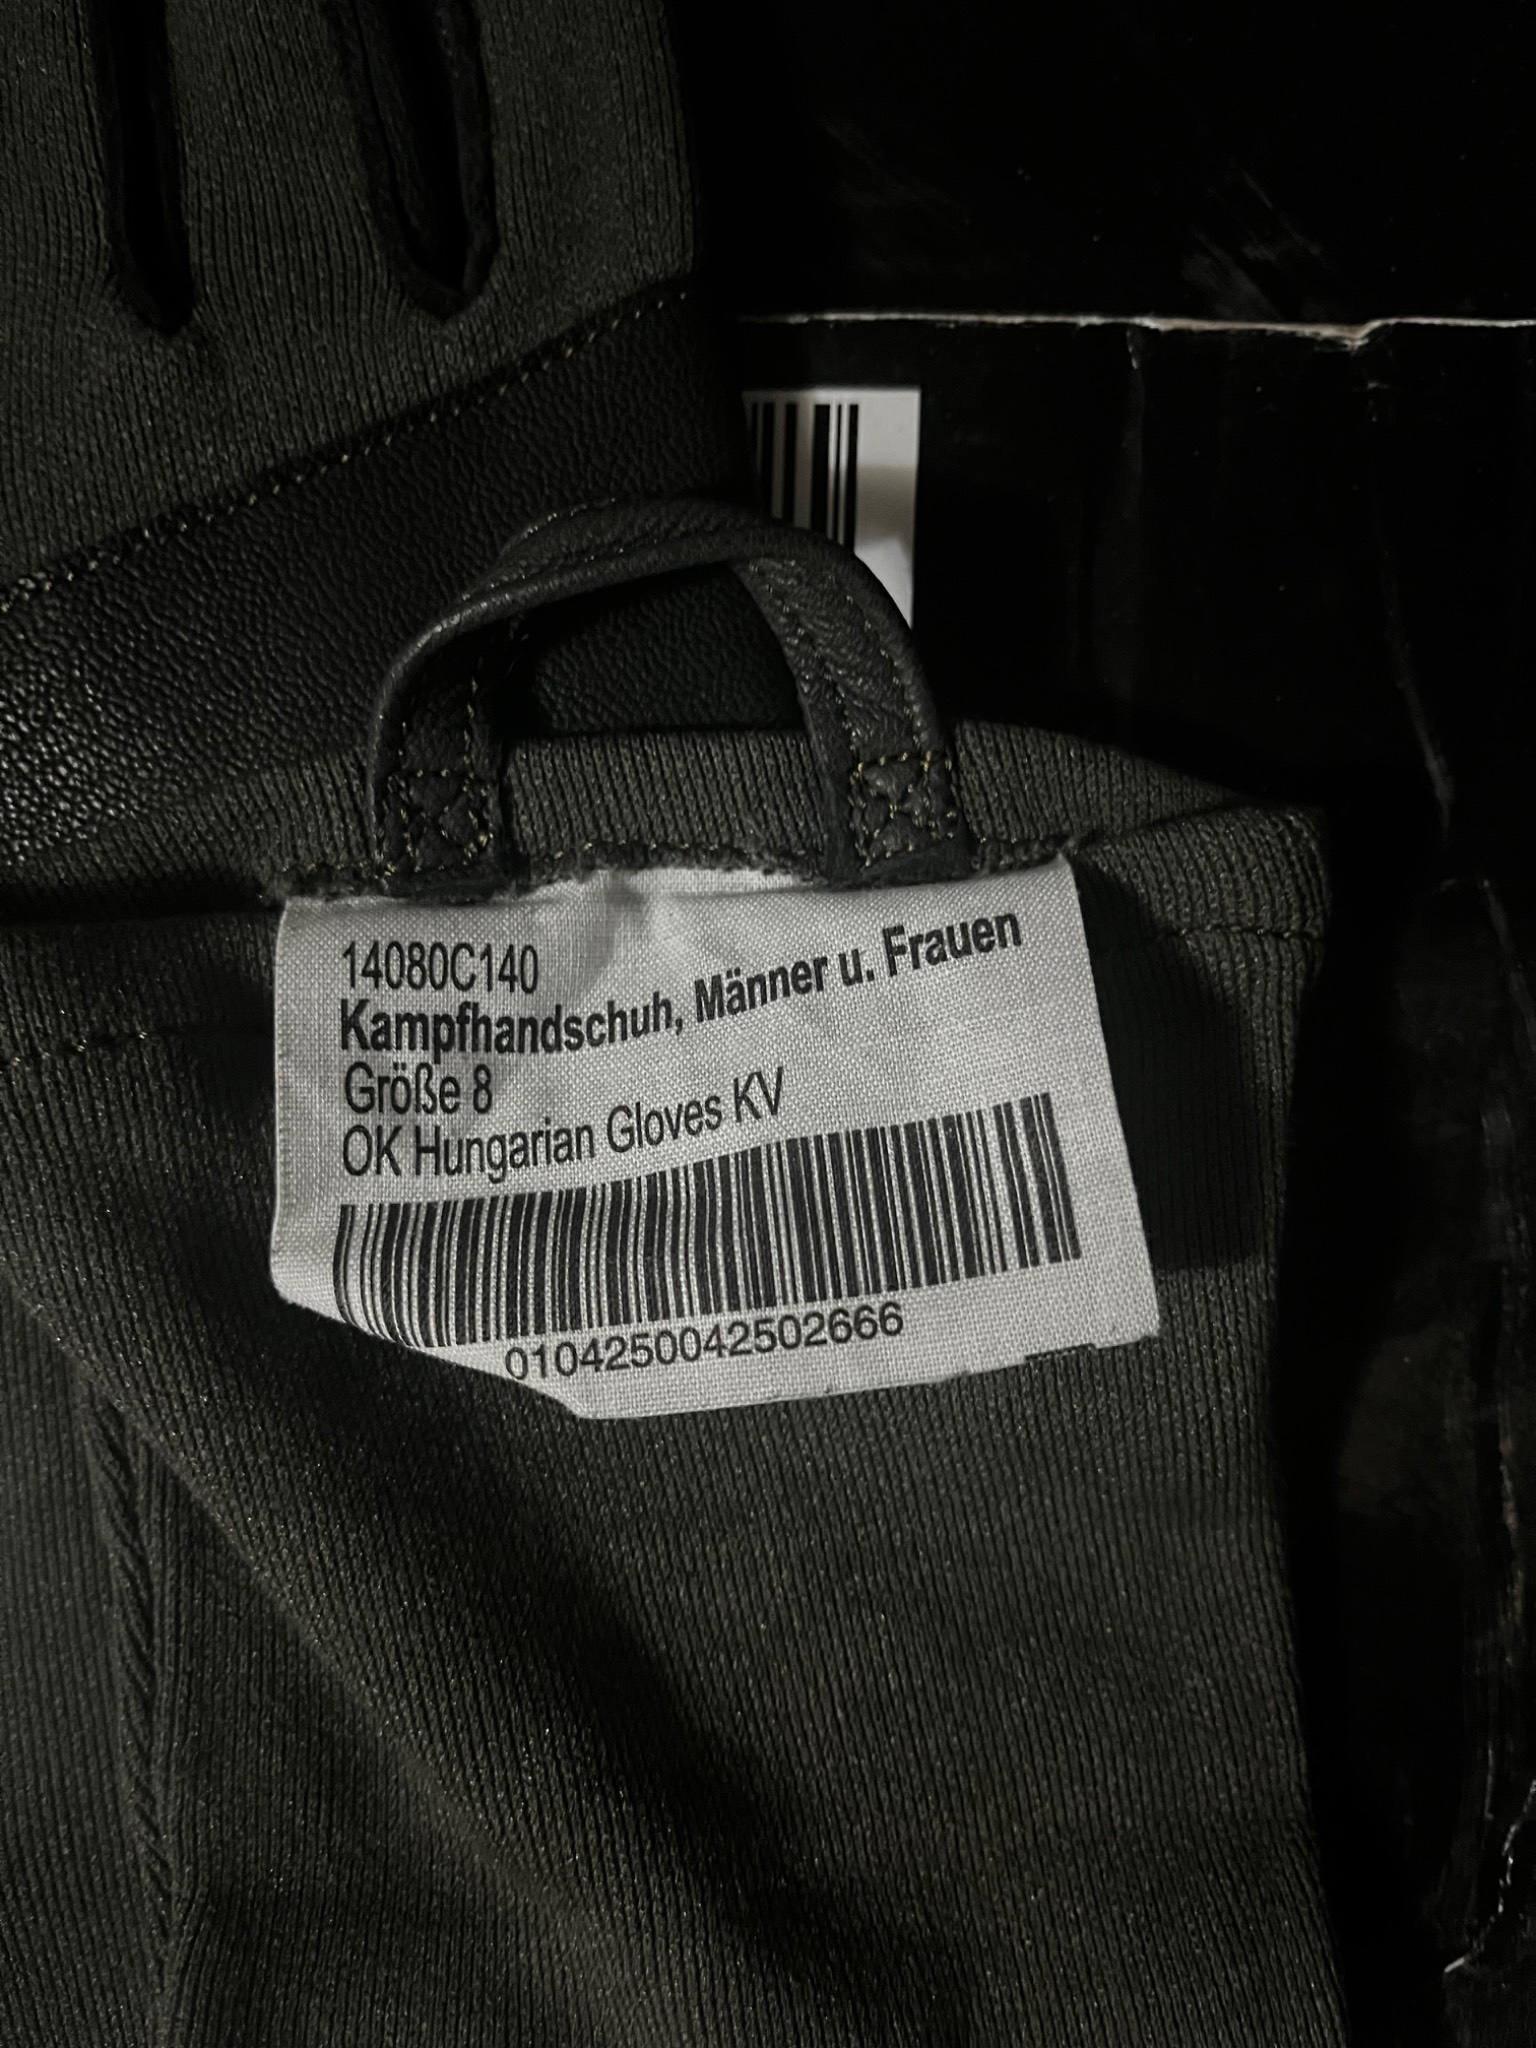 14080C140
Kampfhandschuh, Männer u. Frauen
Größe 8
OK Hungarian Gloves KV
0104250042502666